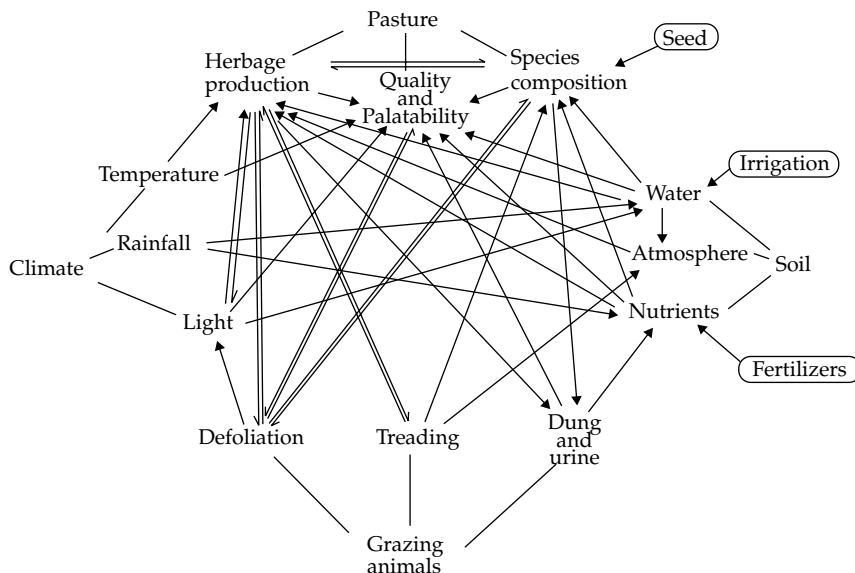 Pasture
Herbage
production
Species
composition
Seed
Quality and
Palatability
Temperature
Irrigation
Water
Rainfall
Atmosphere
Climate
Soil
Light
Nutrients
Fertilizers
Defoliation
Treading
Dung
and
urine
Grazing
animals